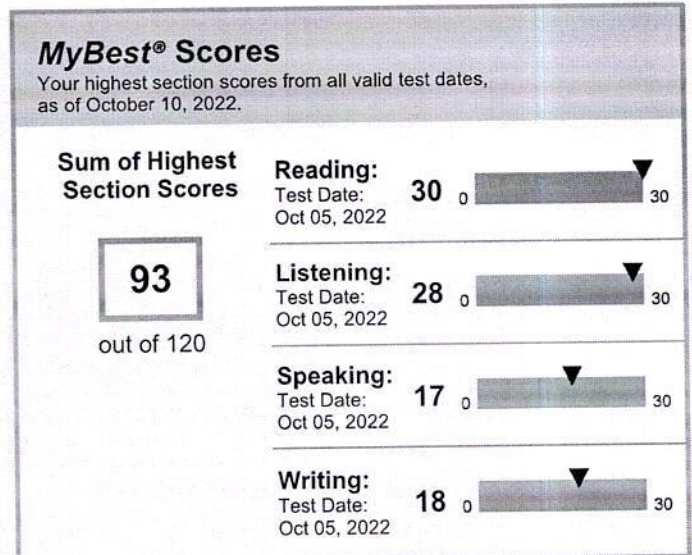 MyBest® Scores
Your highest section scores from all valid test dates,
as of October 10, 2022.
Sum of Highest
Section Scores
93
out of 120
Reading:
Test Date:
Oct 05, 2022
30
0
30
Listening:
Test Date:
Oct 05, 2022
28
0
30
Speaking:
Test Date:
Oct 05, 2022
17
0
30
Writing:
Test Date:
Oct 05, 2022
18
0
30